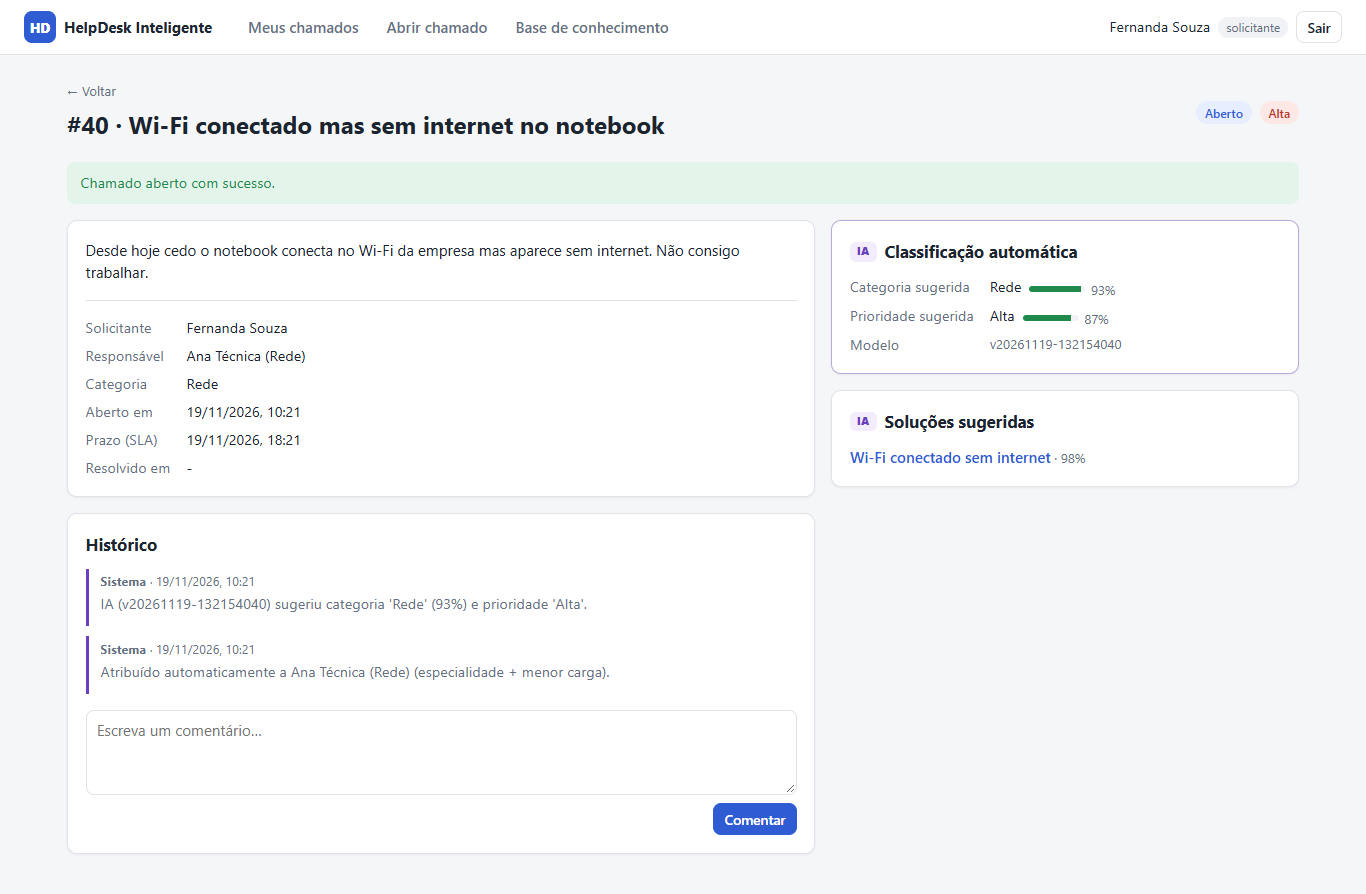 HD HelpDesk Inteligente Meus chamados Abrir chamado Base de conhecimento Fernanda Souza solicitante Sair
← Voltar
#40 · Wi-Fi conectado mas sem internet no notebook Aberto Alta
Chamado aberto com sucesso.
Desde hoje cedo o notebook conecta no Wi-Fi da empresa mas aparece sem internet. Não consigo
trabalhar.
Solicitante Fernanda Souza
Responsável Ana Técnica (Rede)
Categoria Rede
Aberto em 19/11/2026, 10:21
Prazo (SLA) 19/11/2026, 18:21
Resolvido em -
IA Classificação automática
Categoria sugerida Rede 93%
Prioridade sugerida Alta 87%
Modelo v20261119-132154040
IA Soluções sugeridas
Wi-Fi conectado sem internet · 98%
Histórico
Sistema · 19/11/2026, 10:21
IA (v20261119-132154040) sugeriu categoria 'Rede' (93%) e prioridade 'Alta'.
Sistema · 19/11/2026, 10:21
Atribuído automaticamente a Ana Técnica (Rede) (especialidade + menor carga).
Escreva um comentário...
Comentar